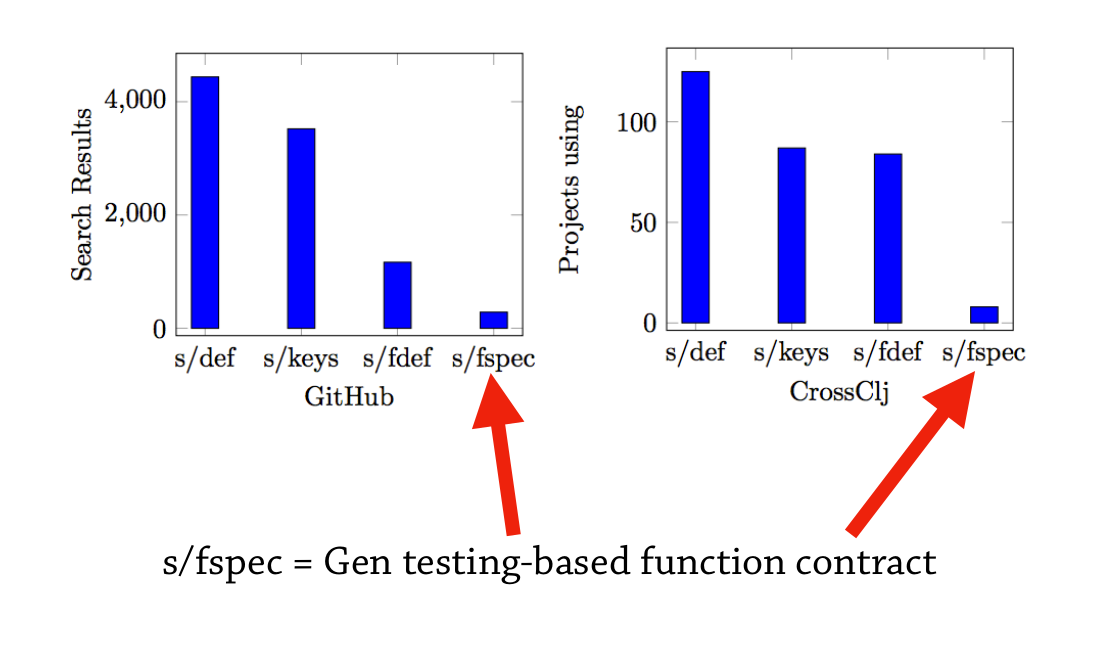 Search Results
4,000
2,000
0
s/def s/keys s/fdef s/fspec
GitHub
Projects using
100
50
0
s/def s/keys s/fdef s/fspec
CrossClj
s/fspec = Gen testing-based function contract